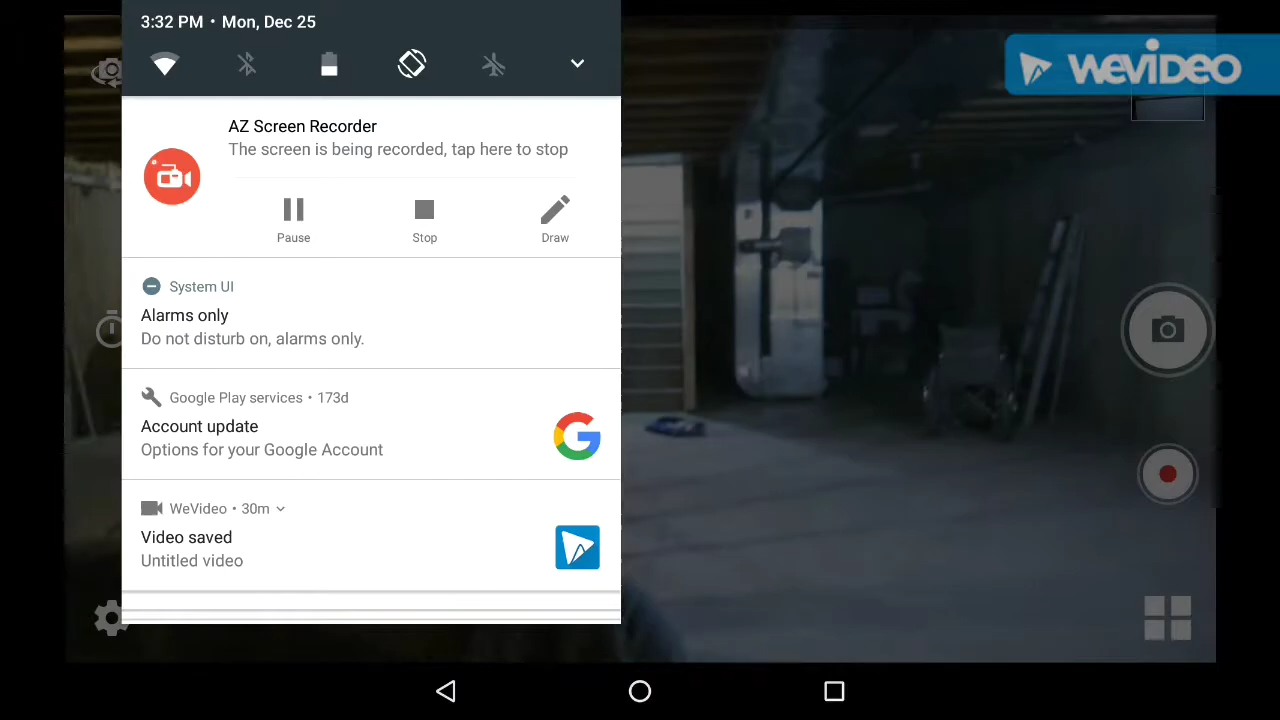 3:32 PM • Mon, Dec 25
WEVIDEO
AZ Screen Recorder
The screen is being recorded, tap here to stop
Pause
Stop
Draw
System UI
Alarms only
Do not disturb on, alarms only.
Google Play services • 173d
Account update
Options for your Google Account
WeVideo • 30m
Video saved
Untitled video